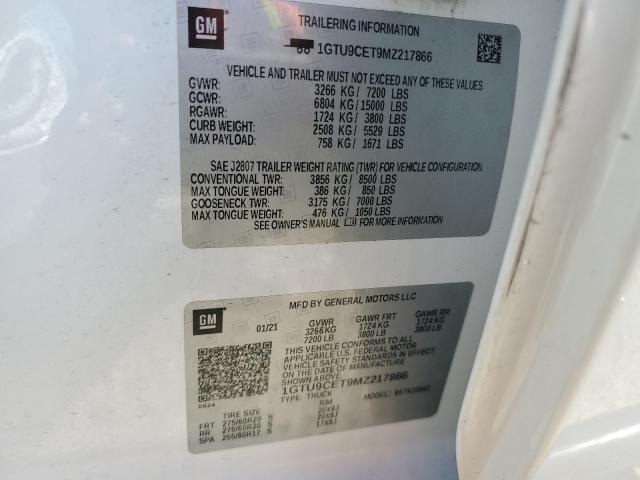 GM
TRAILERING INFORMATION
1GTU9CET9MZ217866
VEHICLE AND TRAILER MUST NOT EXCEED ANY OF THESE VALUES.
GVWR: 3266 KG / 7200 LBS
GCWR: 6804 KG / 15000 LBS
RGAWR: 1724 KG / 3800 LBS
CURB WEIGHT: 2508 KG / 5529 LBS
MAX PAYLOAD: 758 KG / 1671 LBS
SAE J2807 TRAILER WEIGHT RATING (TWR) FOR VEHICLE CONFIGURATION.
CONVENTIONAL TWR: 3856 KG / 8500 LBS
MAX TONGUE WEIGHT: 386 KG / 850 LBS
GOOSENECK TWR: 3175 KG / 7000 LBS
MAX TONGUE WEIGHT: 476 KG / 1050 LBS
SEE OWNER'S MANUAL FOR MORE INFORMATION
GM
MFD BY GENERAL MOTORS LLC
01/21 GVWR GAWR FRT GAWR RR
3266KG 1724KG 1724 KG
7200 LB 3800 LB 3800 LB
THIS VEHICLE CONFORMS TO ALL
APPLICABLE U.S. FEDERAL MOTOR
VEHICLE SAFETY STANDARDS IN EFFECT
ON THE DATE OF MANUFACTURE
SHOWN ABOVE.
1GTU9CET9MZ217866
TYPE: TRUCK MODEL:
TIRE SIZE RIM
FRT 275/60R20 S 20X9J
RR 275/60R20 S 20X9J
SPA 255/80R17 S 17X8J